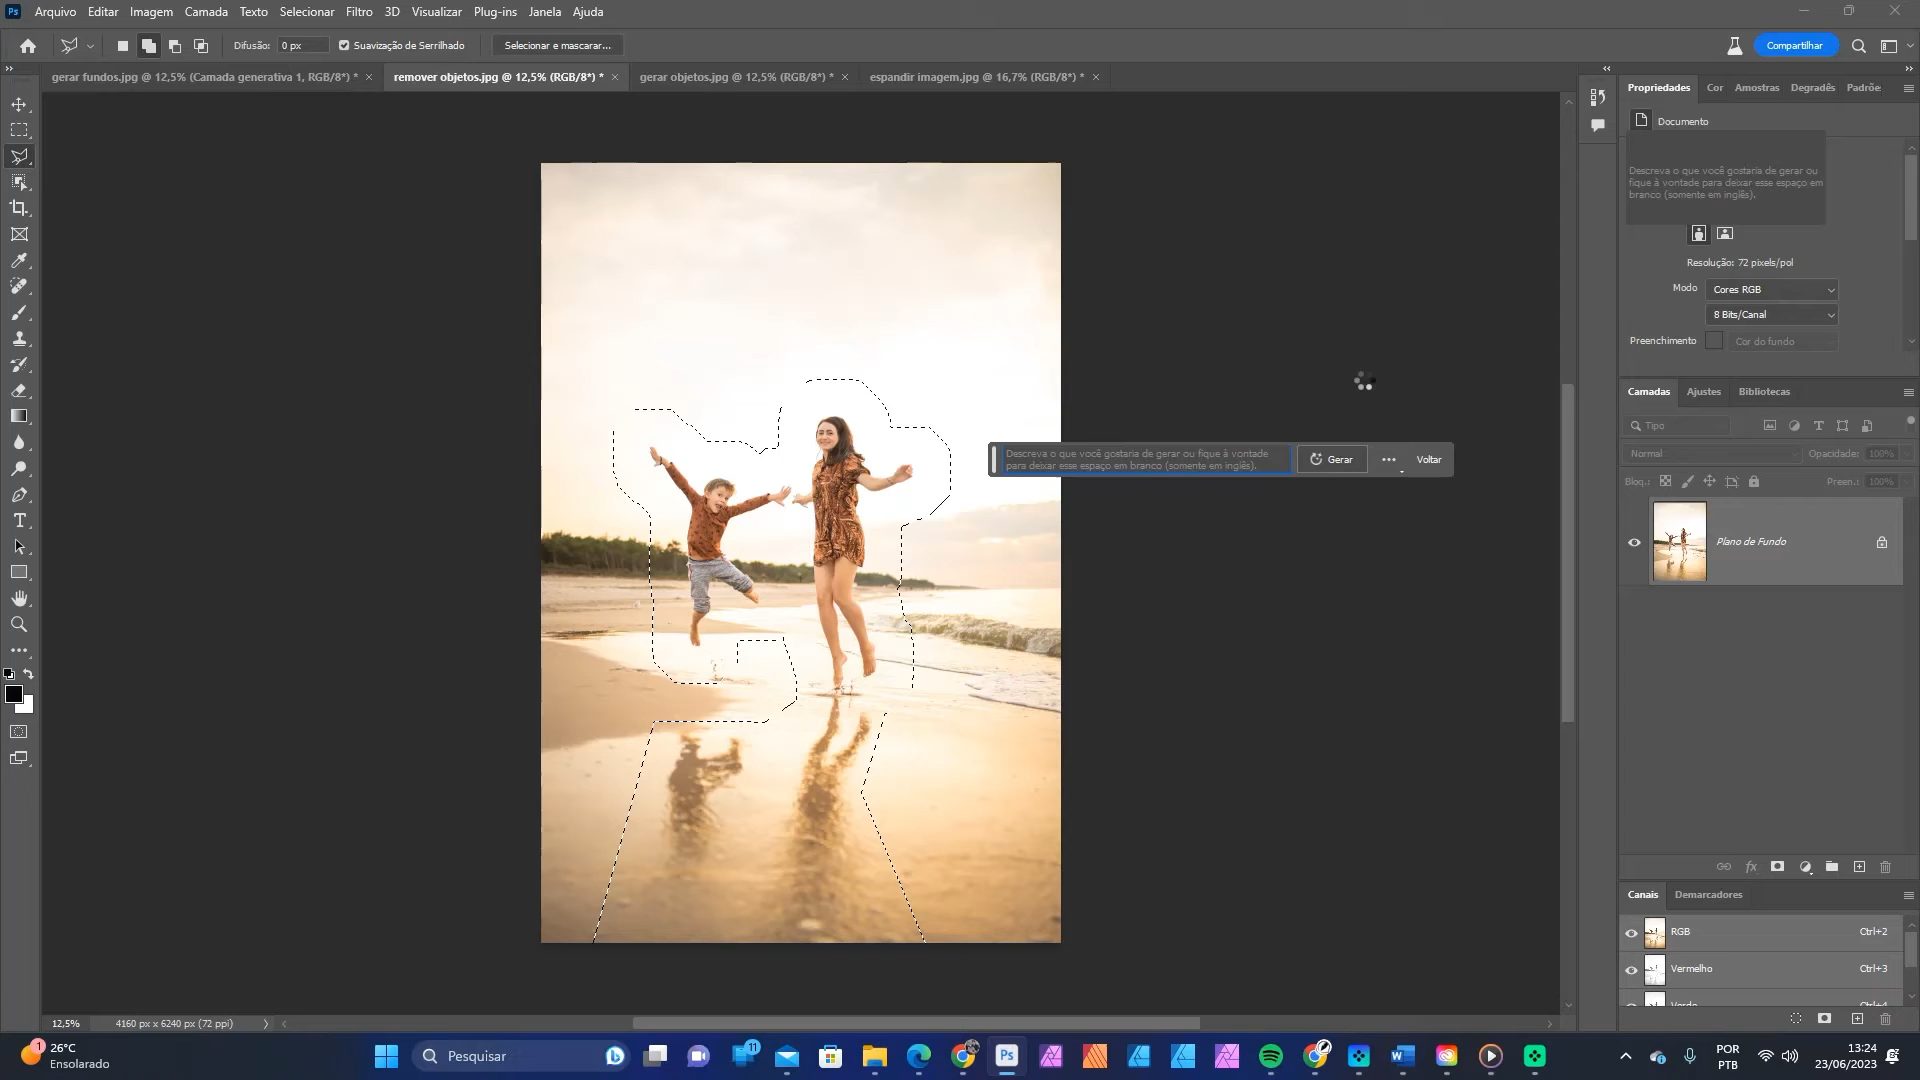 Ps Arquivo Editar Imagem Camada Texto Selecionar Filtro 3D Visualizar Plug-ins Janela Ajuda
Difusão: 0 px Suavização de Serrilhado Selecionar e mascarar... Compartilhar
gerar fundos.jpg @ 12,5% (Camada generativa 1, RGB/8*) * × remover objetos.jpg @ 12,5% (RGB/8*) * × gerar objetos.jpg @ 12,5% (RGB/8*) * × espandir imagem.jpg @ 16,7% (RGB/8*) * ×
Propriedades Cor Amostras Degradês Padrõe
Documento
Descreva o que você gostaria de gerar ou
fique à vontade para deixar esse espaço em
branco (somente em inglês).
Resolução: 72 pixels/pol
Modo Cores RGB
8 Bits/Canal
Preenchimento Cor do fundo
Camadas Ajustes Bibliotecas
Tipo
Normal Opacidade: 100%
Bloq.: Preen.: 100%
Plano de Fundo
Descreva o que você gostaria de gerar ou fique à vontade
para deixar esse espaço em branco (somente em inglês).
Gerar ... Voltar
fx
Canais Demarcadores
RGB Ctrl+2
Vermelho Ctrl+3
Verde Ctrl+4
12,5% 4160 px x 6240 px (72 ppi)
1 26°C
Ensolarado
Pesquisar
11
Ps
W
POR
PTB
13:24
23/06/2023